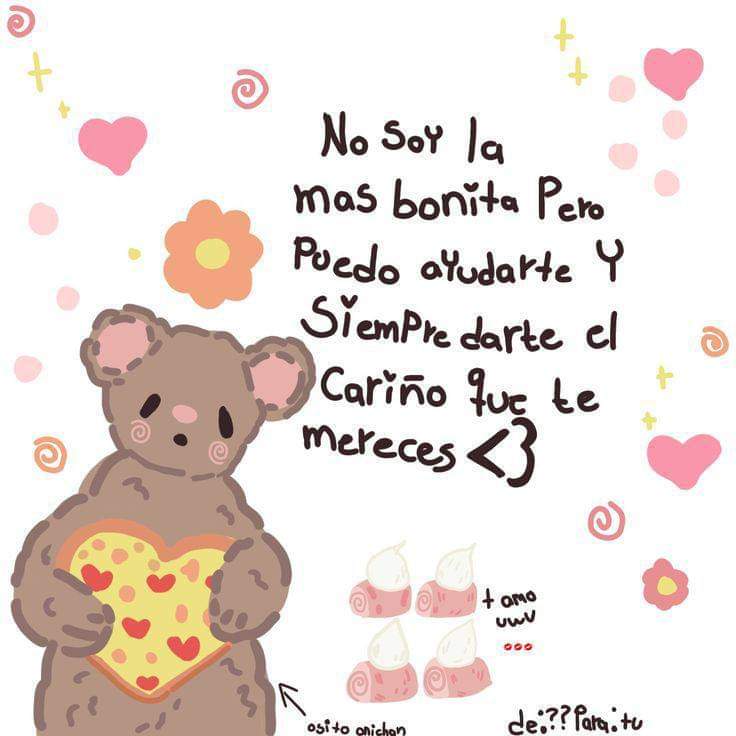 No soy la
mas bonita Pero
Puedo ayudarte y
Siempre darte el
Cariño que te
mereces <3
t amo
uwu
...
osito onichan
de:?? Para: tu